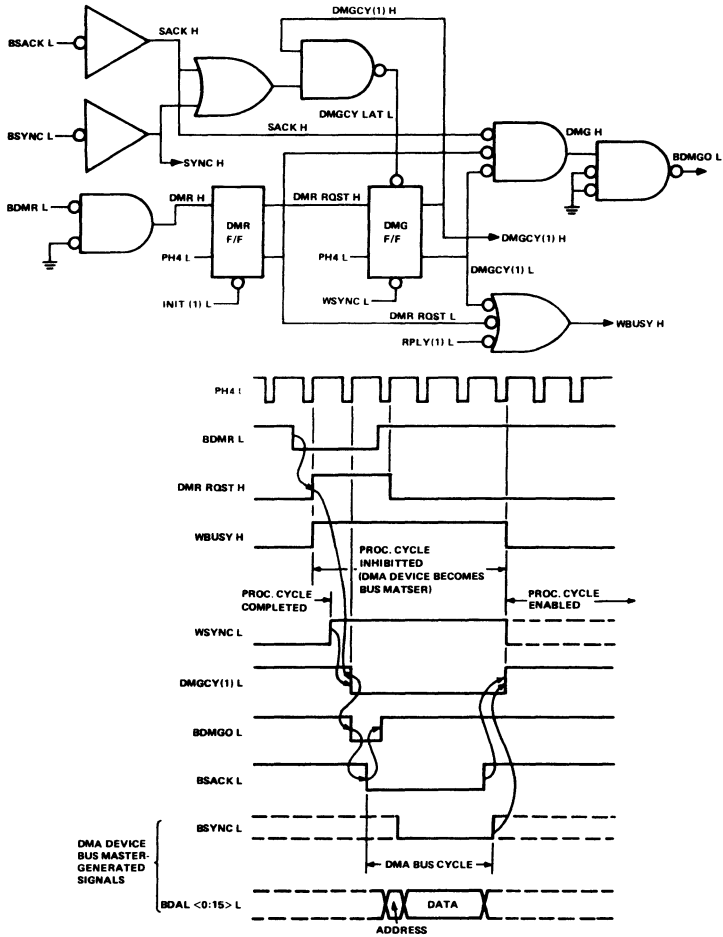 DMGCY(1) H
BSACK L
SACK H
DMGCY LAT L
SACK H
DMG H
BDMGO L
BSYNC L
SYNC H
BDMR L
DMR H
DMR
F/F
DMR RQST H
DMG
F/F
DMGCY(1) H
PH4 L
PH4 L
DMGCY(1) L
INIT (1) L
WSYNC L
DMR RQST L
WBUSY H
RPLY(1) L
PH4 L
BDMR L
DMR RQST H
WBUSY H
PROC. CYCLE
INHIBITTED
(DMA DEVICE BECOMES
BUS MATSER)
PROC. CYCLE
COMPLETED
PROC. CYCLE
ENABLED
WSYNC L
DMGCY(1) L
BDMGO L
BSACK L
BSYNC L
DMA DEVICE
BUS MASTER-
GENERATED
SIGNALS
DMA BUS CYCLE
BDAL <0:15> L
DATA
ADDRESS